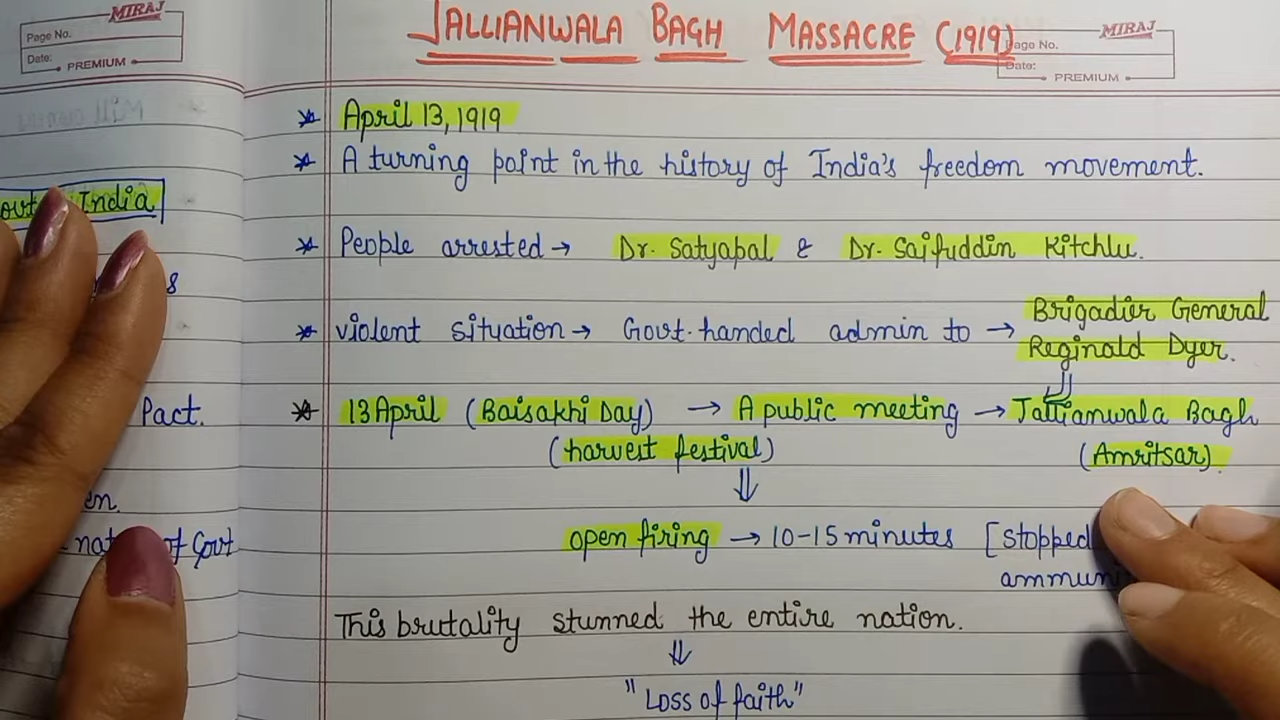 MIRAJ
Page No.
Date:
PREMIUM
JALLIANWALA BAGH MASSACRE (1919)
MIRAJ
Page No.
Date:
PREMIUM
India
Pact.
en.
of Govt
* April 13, 1919
* A turning point in the history of India's freedom movement.
* People arrested → Dr. Satyapal & Dr. Saifuddin Kitchlu.
* violent situation → Govt. handed admin to → Brigadier General
Reginald Dyer.
⇓
* 13 April (Baisakhi Day) → A public meeting → Jallianwala Bagh
(harvest festival) (Amritsar).
⇓
open firing → 10-15 minutes [stopped
This brutality stunned the entire nation.
⇓
"Loss of faith"